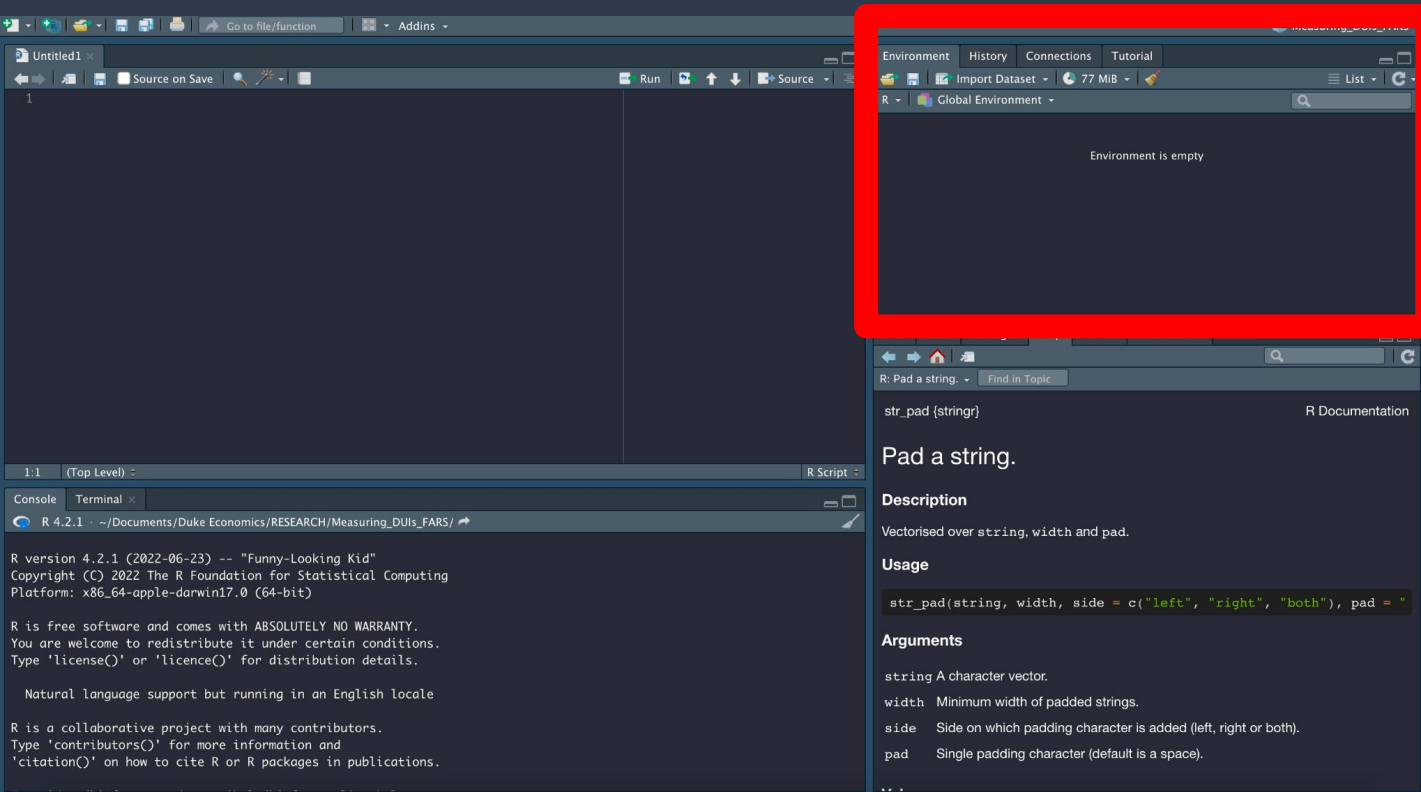 Go to file/function Addins
Untitled1
Source on Save Run Source
1
1:1 (Top Level) R Script
Console Terminal
R 4.2.1 · ~/Documents/Duke Economics/RESEARCH/Measuring_DUIs_FARS/
R version 4.2.1 (2022-06-23) -- "Funny-Looking Kid"
Copyright (C) 2022 The R Foundation for Statistical Computing
Platform: x86_64-apple-darwin17.0 (64-bit)
R is free software and comes with ABSOLUTELY NO WARRANTY.
You are welcome to redistribute it under certain conditions.
Type 'license()' or 'licence()' for distribution details.
Natural language support but running in an English locale
R is a collaborative project with many contributors.
Type 'contributors()' for more information and
'citation()' on how to cite R or R packages in publications.
Measuring_DUIs_FARS
Environment History Connections Tutorial
Import Dataset 77 MiB List
R Global Environment
Environment is empty
R: Pad a string. Find in Topic
str_pad {stringr} R Documentation
Pad a string.
Description
Vectorised over string, width and pad.
Usage
str_pad(string, width, side = c("left", "right", "both"), pad = "
Arguments
string A character vector.
width Minimum width of padded strings.
side Side on which padding character is added (left, right or both).
pad Single padding character (default is a space).